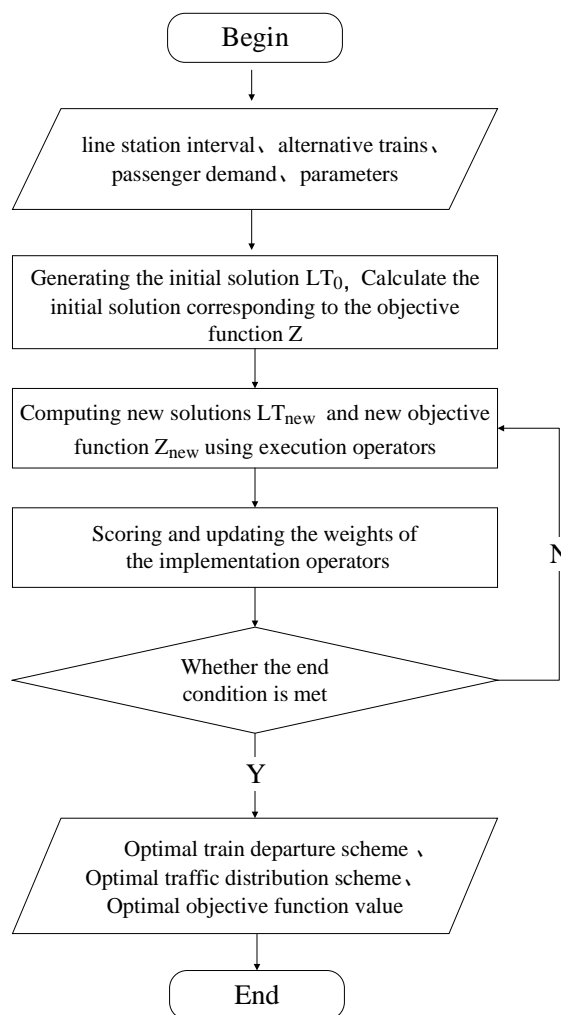 Begin
line station interval、alternative trains、
passenger demand、parameters
Generating the initial solution LT0, Calculate the
initial solution corresponding to the objective
function Z
Computing new solutions LTnew and new objective
function Znew using execution operators
Scoring and updating the weights of
the implementation operators
N
Whether the end
condition is met
Y
Optimal train departure scheme 、
Optimal traffic distribution scheme、
Optimal objective function value
End